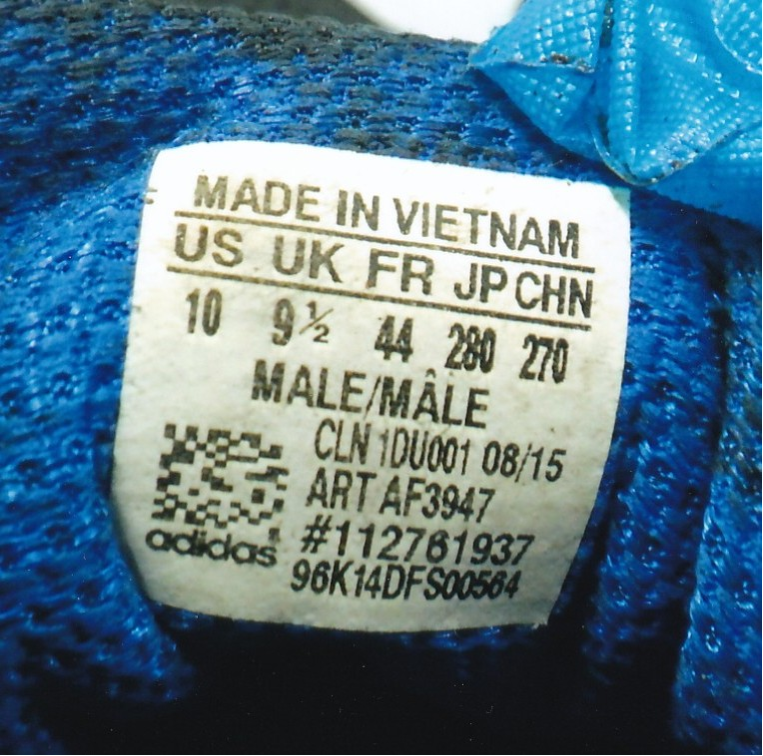 MADE IN VIETNAM
US UK FR JP CHN
10 9½ 44 280 270
MALE/MÂLE
CLN 1DU001 08/15
ART AF3947
#112761937
adidas
96K14DFS00564